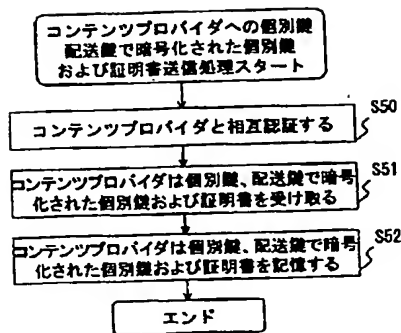 コンテンツプロバイダへの個別鍵
配送鍵で暗号化された個別鍵
および証明書送信処理スタート
S50
コンテンツプロバイダと相互認証する
S51
コンテンツプロバイダは個別鍵、配送鍵で暗号
化された個別鍵および証明書を受け取る
S52
コンテンツプロバイダは個別鍵、配送鍵で暗号
化された個別鍵および証明書を記憶する
エンド